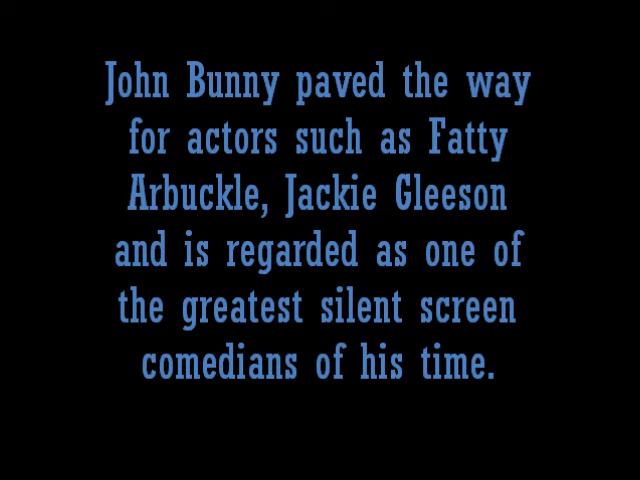 John Bunny paved the way
for actors such as Fatty
Arbuckle, Jackie Gleeson
and is regarded as one of
the greatest silent screen
comedians of his time.